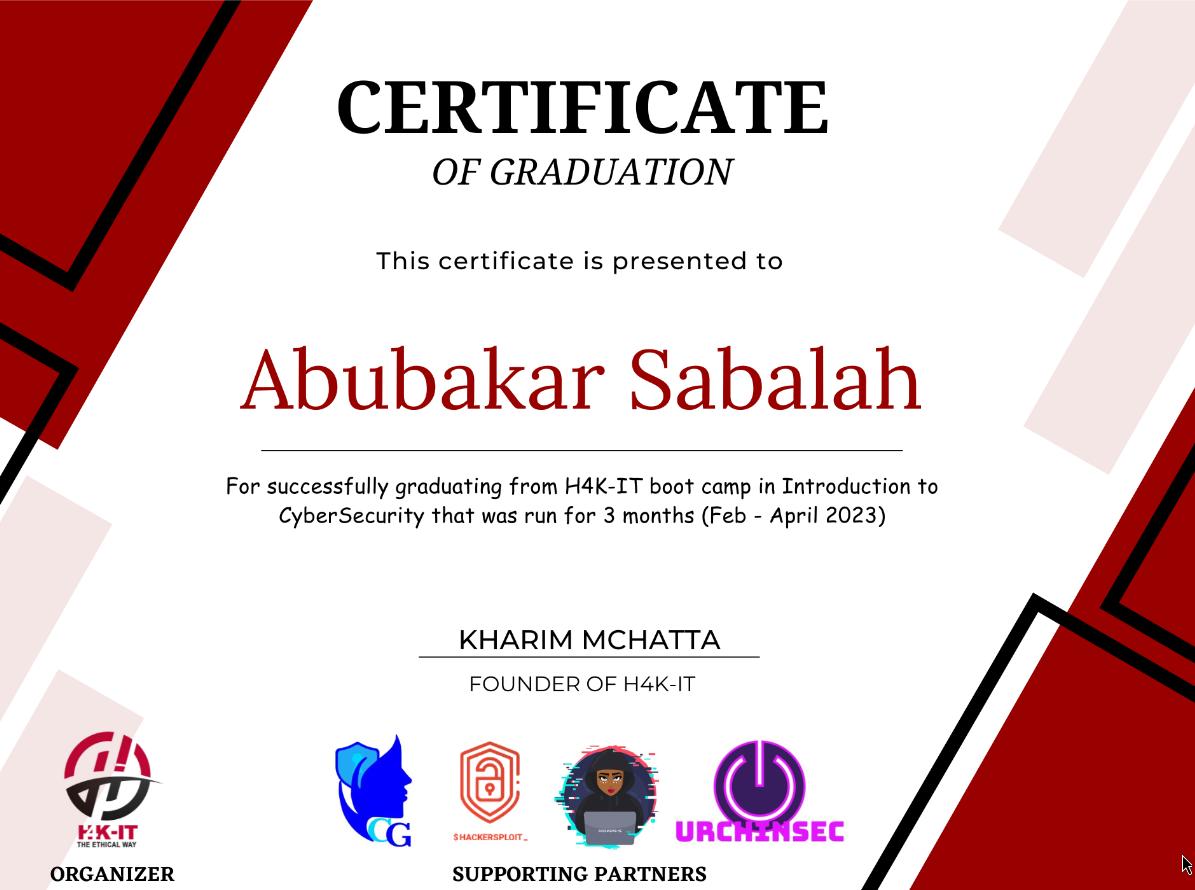 CERTIFICATE
OF GRADUATION
This certificate is presented to
Abubakar Sabalah
For successfully graduating from H4K-IT boot camp in Introduction to
CyberSecurity that was run for 3 months (Feb - April 2023)
KHARIM MCHATTA
FOUNDER OF H4K-IT
H4K-IT
THE ETHICAL WAY
CG
$HACKERSPLOIT_
URCHINSEC
ORGANIZER
SUPPORTING PARTNERS